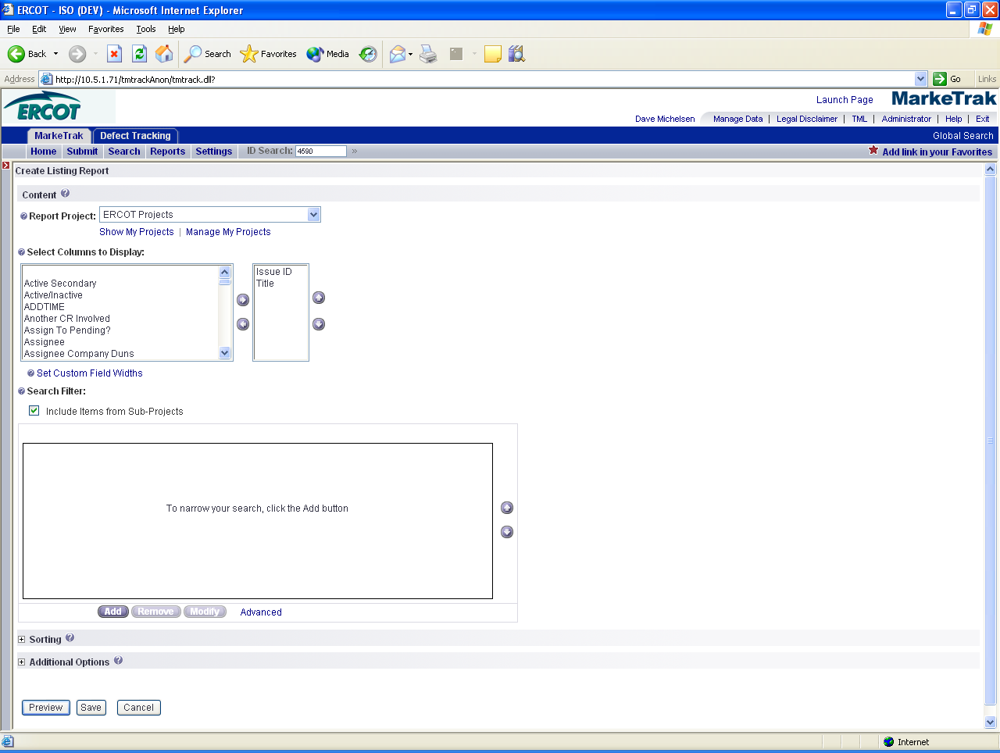 ERCOT - ISO (DEV) - Microsoft Internet Explorer
File Edit View Favorites Tools Help
Back Search Favorites Media
Address http://10.5.1.71/tmtrackAnon/tmtrack.dll? Go Links
ERCOT Launch Page MarkeTrak
Dave Michelsen Manage Data | Legal Disclaimer | TML | Administrator | Help | Exit
MarkeTrak Defect Tracking Global Search
Home Submit Search Reports Settings ID Search: 4590 » Add link in your Favorites
Create Listing Report
Content ?
? Report Project: ERCOT Projects
Show My Projects | Manage My Projects
? Select Columns to Display:
Issue ID
Active Secondary Title
Active/Inactive
ADDTIME
Another CR Involved
Assign To Pending?
Assignee
Assignee Company Duns
? Set Custom Field Widths
? Search Filter:
Include Items from Sub-Projects
To narrow your search, click the Add button
Add Remove Modify Advanced
+ Sorting ?
+ Additional Options ?
Preview Save Cancel
Internet